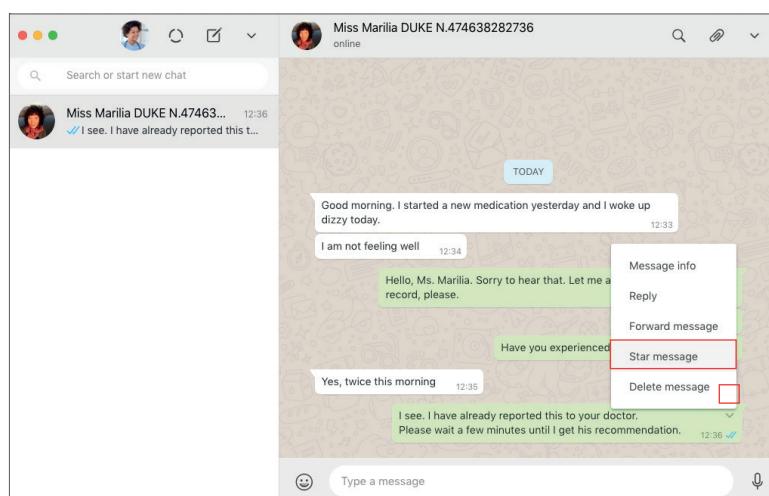 Miss Marilia DUKE N.474638282736
online
Search or start new chat
Miss Marilia DUKE N.47463... 12:36
I see. I have already reported this t...
TODAY
Good morning. I started a new medication yesterday and I woke up
dizzy today.
12:33
I am not feeling well 12:34
Hello, Ms. Marilia. Sorry to hear that. Let me a
record, please.
Have you experienced
Message info
Reply
Forward message
Star message
Delete message
Yes, twice this morning 12:35
I see. I have already reported this to your doctor.
Please wait a few minutes until I get his recommendation. 12:36
Type a message